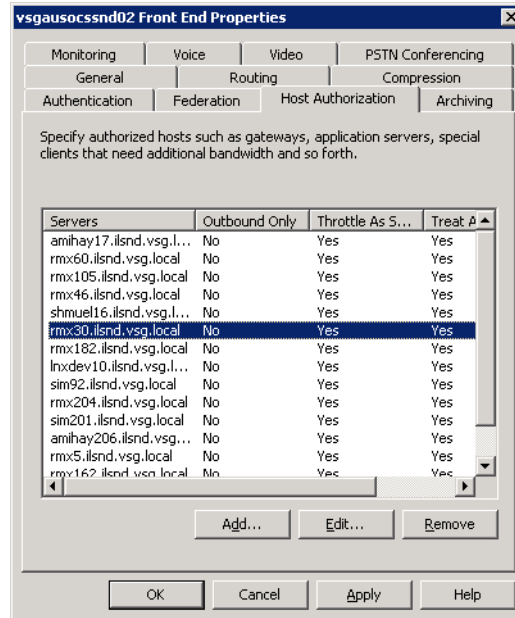 vsgausocssnd02 Front End Properties
Monitoring Voice Video PSTN Conferencing
General Routing Compression
Authentication Federation Host Authorization Archiving
Specify authorized hosts such as gateways, application servers, special
clients that need additional bandwidth and so forth.
Servers Outbound Only Throttle As S... Treat A
amihay17.ilsnd.vsg.l... No Yes Yes
rmx60.ilsnd.vsg.local No Yes Yes
rmx105.ilsnd.vsg.local No Yes Yes
rmx46.ilsnd.vsg.local No Yes Yes
shmuel16.ilsnd.vsg.l... No Yes Yes
rmx30.ilsnd.vsg.local No Yes Yes
rmx182.ilsnd.vsg.local No Yes Yes
lnxdev10.ilsnd.vsg.l... No Yes Yes
sim92.ilsnd.vsg.local No Yes Yes
rmx204.ilsnd.vsg.local No Yes Yes
sim201.ilsnd.vsg.local No Yes Yes
amihay206.ilsnd.vsg... No Yes Yes
rmx5.ilsnd.vsg.local No Yes Yes
rmx162.ilsnd.vsg.local No Yes Yes
Add... Edit... Remove
OK Cancel Apply Help